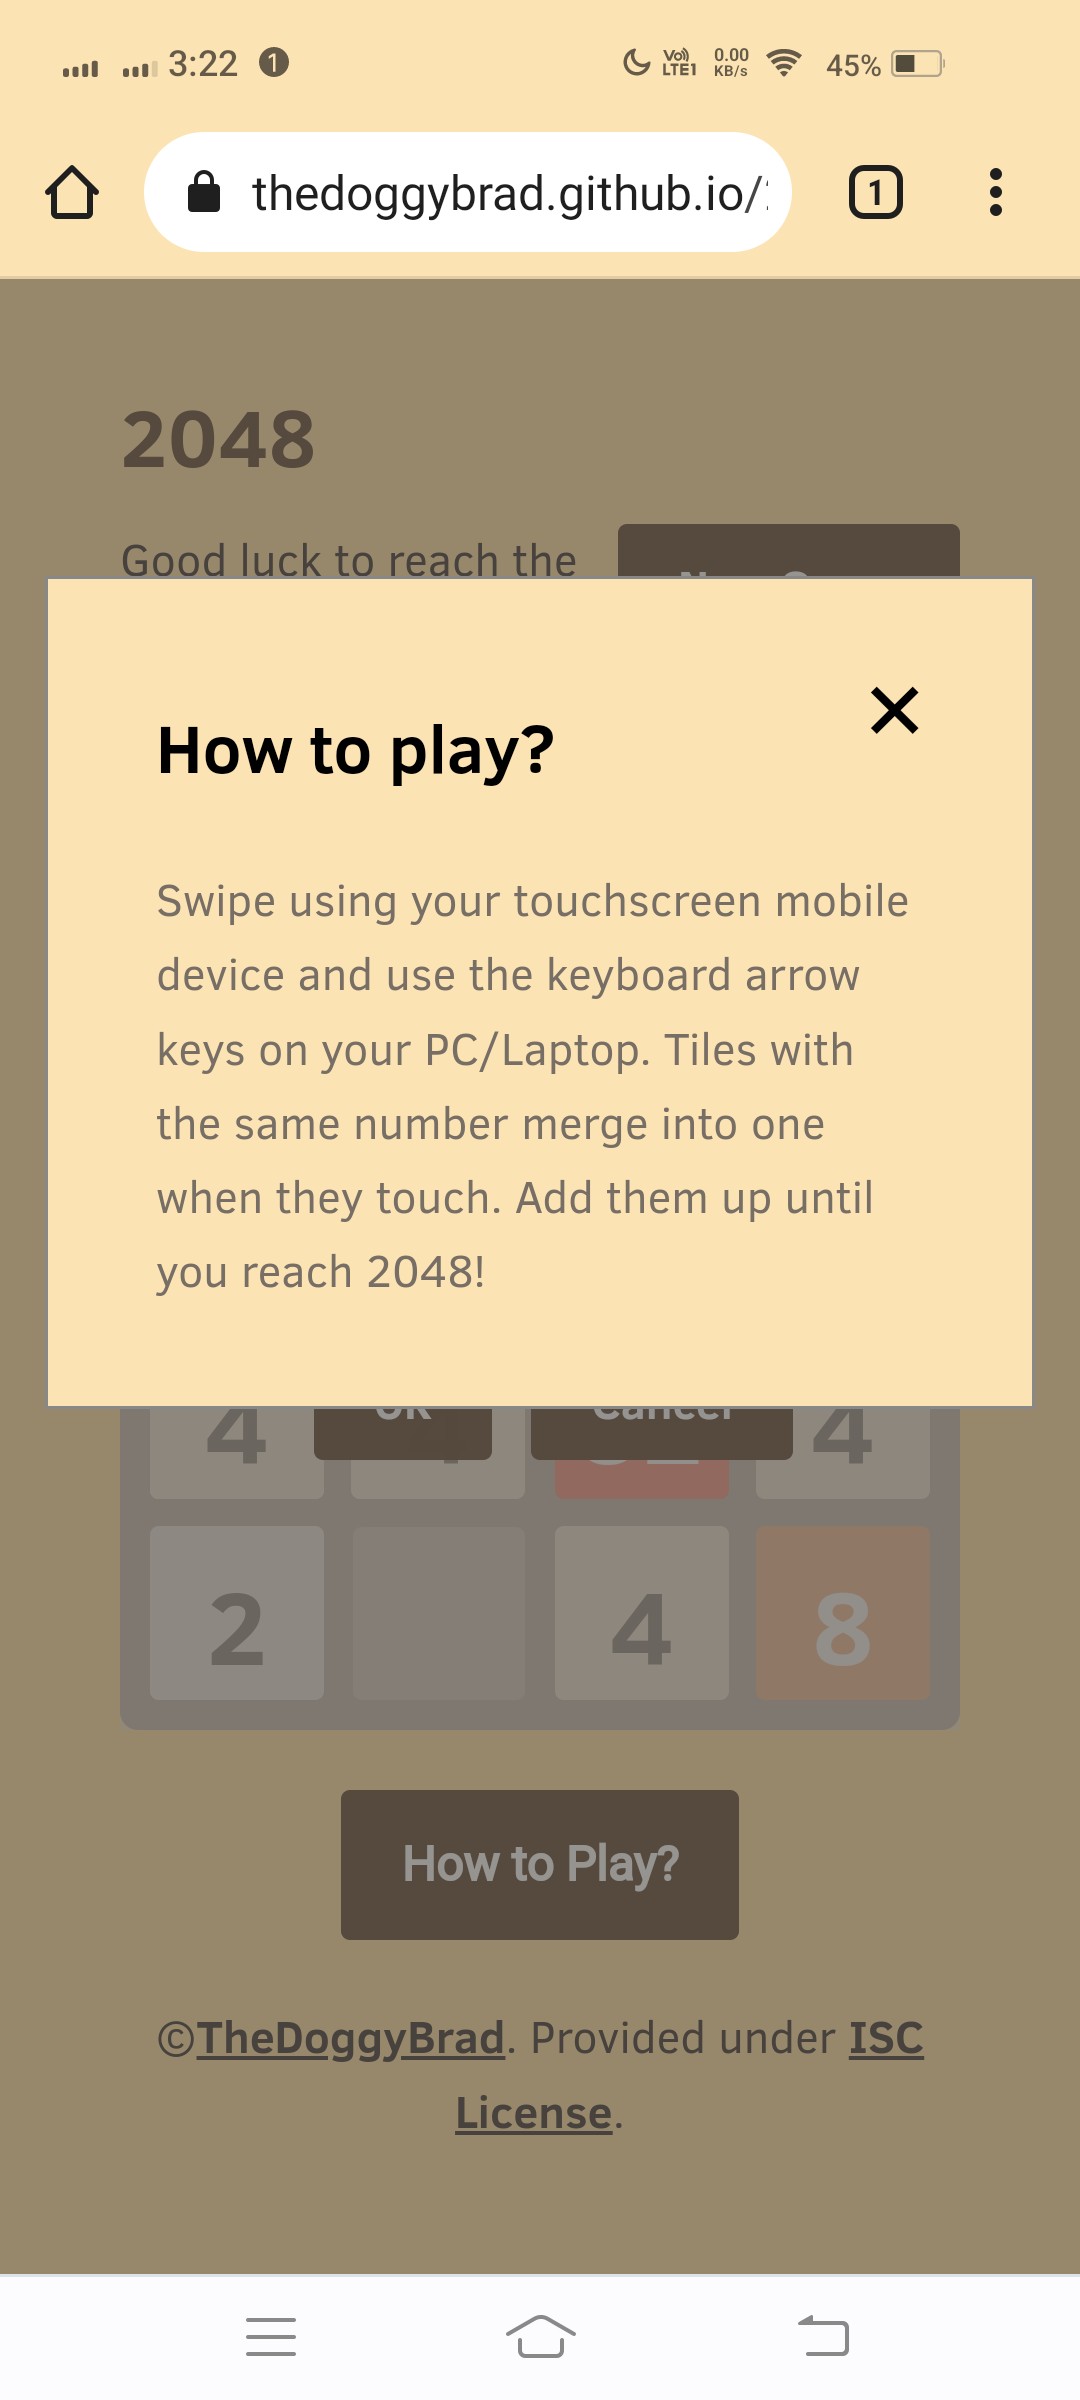 3:22 1 Vo)) LTE1 0.00 KB/s 45%
thedoggybrad.github.io/ 1
2048
Good luck to reach the
How to play?
Swipe using your touchscreen mobile
device and use the keyboard arrow
keys on your PC/Laptop. Tiles with
the same number merge into one
when they touch. Add them up until
you reach 2048!
4 4
2 4 8
How to Play?
©TheDoggyBrad. Provided under ISC
License.